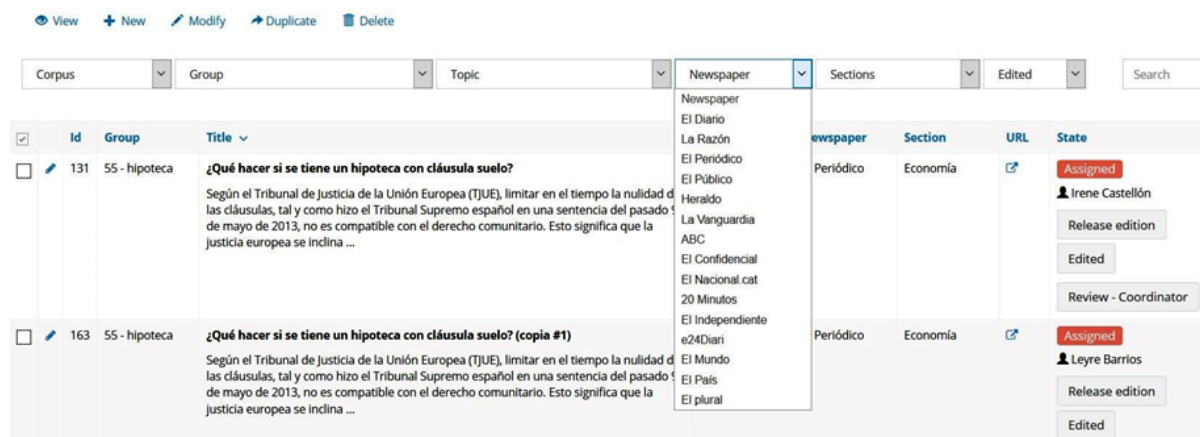 View New Modify Duplicate Delete
Corpus Group Topic Newspaper Sections Edited Search
Newspaper
El Diario
La Razón
El Periódico
El Público
Heraldo
La Vanguardia
ABC
El Confidencial
El Nacional.cat
20 Minutos
El Independiente
e24Diari
El Mundo
El País
El plural
Id Group Title ewspaper Section URL State
131 55 - hipoteca ¿Qué hacer si se tiene un hipoteca con cláusula suelo? Periódico Economía Assigned
Según el Tribunal de Justicia de la Unión Europea (TJUE), limitar en el tiempo la nulidad d
las cláusulas, tal y como hizo el Tribunal Supremo español en una sentencia del pasado
de mayo de 2013, no es compatible con el derecho comunitario. Esto significa que la
justicia europea se inclina ...
Irene Castellón
Release edition
Edited
Review - Coordinator
163 55 - hipoteca ¿Qué hacer si se tiene un hipoteca con cláusula suelo? (copia #1) Periódico Economía Assigned
Según el Tribunal de Justicia de la Unión Europea (TJUE), limitar en el tiempo la nulidad d
las cláusulas, tal y como hizo el Tribunal Supremo español en una sentencia del pasado
de mayo de 2013, no es compatible con el derecho comunitario. Esto significa que la
justicia europea se inclina ...
Leyre Barrios
Release edition
Edited